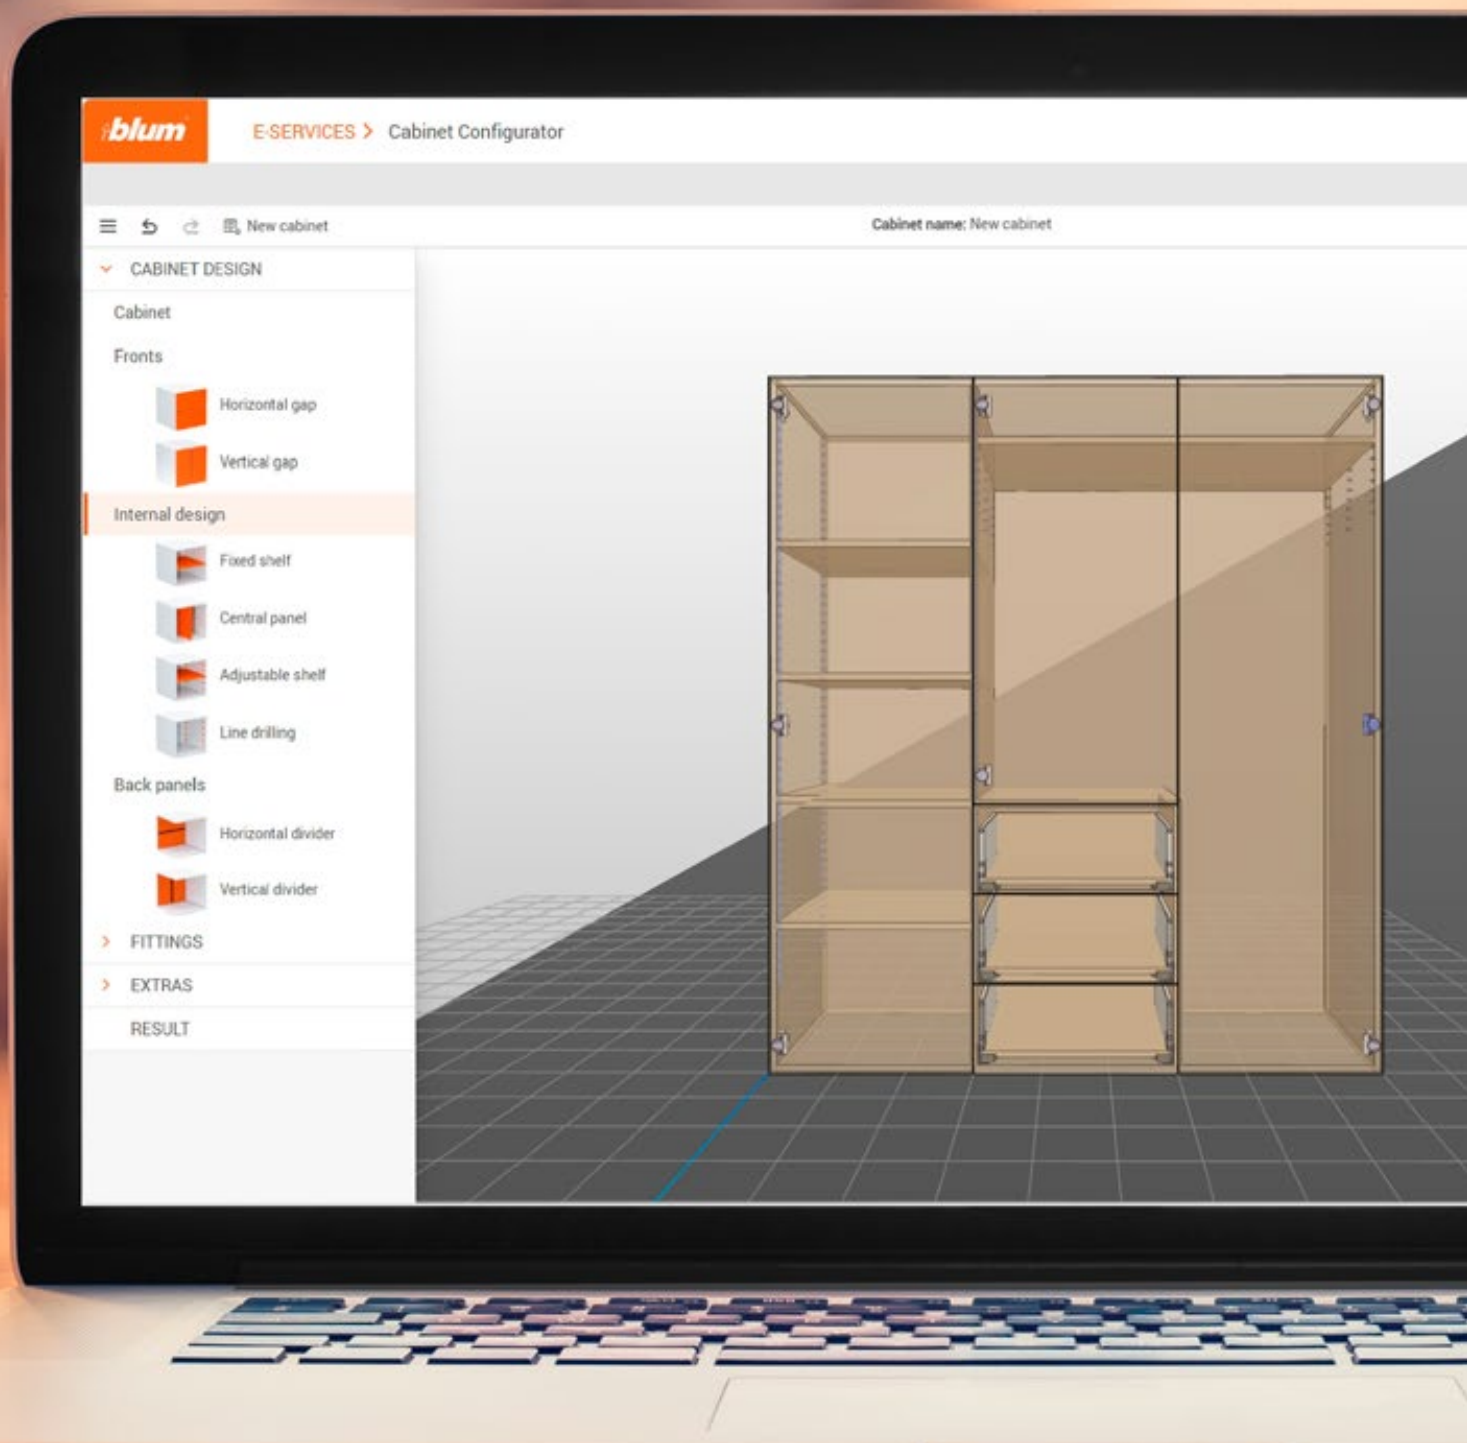 blum
E-SERVICES > Cabinet Configurator
New cabinet
Cabinet name: New cabinet
CABINET DESIGN
Cabinet
Fronts
Horizontal gap
Vertical gap
Internal design
Fixed shelf
Central panel
Adjustable shelf
Line drilling
Back panels
Horizontal divider
Vertical divider
FITTINGS
EXTRAS
RESULT